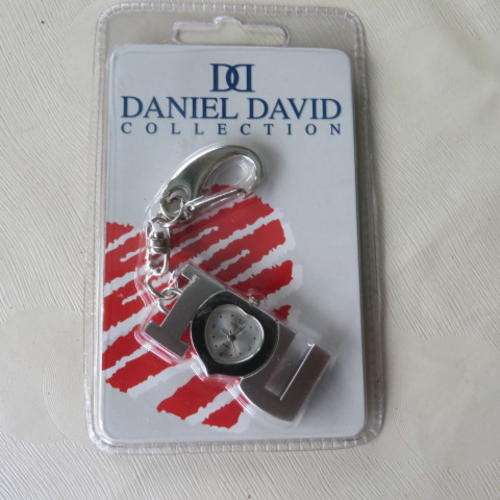 DD
DANIEL DAVID
COLLECTION
I U